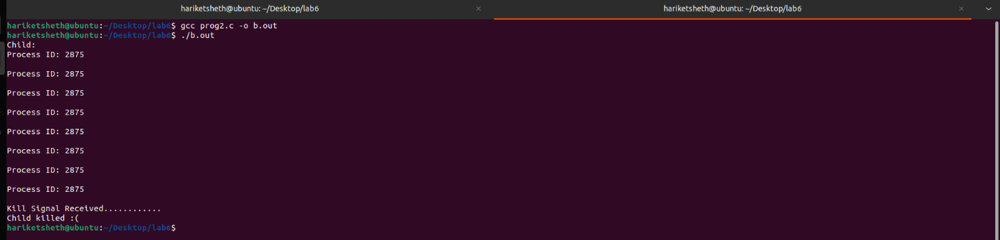 hariketsheth@ubuntu: ~/Desktop/lab6
hariketsheth@ubuntu: ~/Desktop/lab6
hariketsheth@ubuntu:~/Desktop/lab6$ gcc prog2.c -o b.out
hariketsheth@ubuntu:~/Desktop/lab6$ ./b.out
Child:
Process ID: 2875
Process ID: 2875
Process ID: 2875
Process ID: 2875
Process ID: 2875
Process ID: 2875
Process ID: 2875
Process ID: 2875
Kill Signal Received............
Child killed :(
hariketsheth@ubuntu:~/Desktop/lab6$